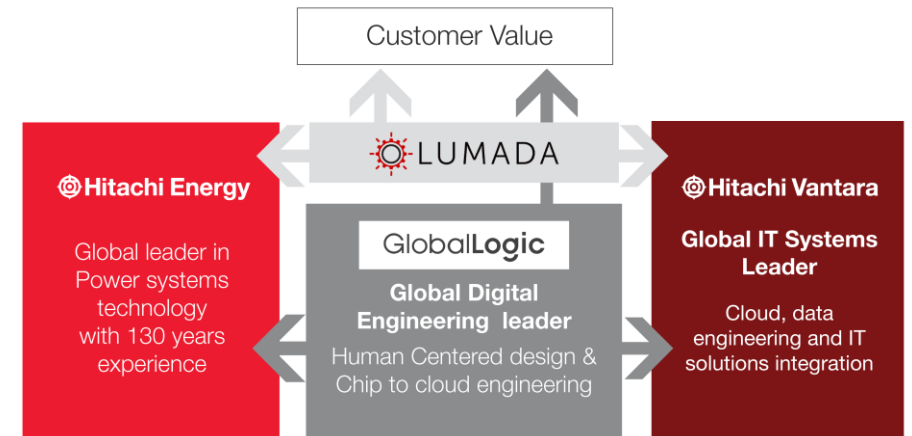 Customer Value
LUMADA
Hitachi Energy
Global leader in
Power systems
technology
with 130 years
experience
GlobalLogic
Global Digital
Engineering leader
Human Centered design &
Chip to cloud engineering
Hitachi Vantara
Global IT Systems
Leader
Cloud, data
engineering and IT
solutions integration